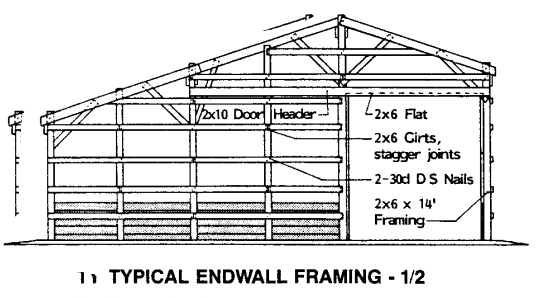 2x10 Door Header
2x6 Flat
2x6 Girts,
stagger joints
2-30d D S Nails
2x6 x 14'
Framing
TYPICAL ENDWALL FRAMING - 1/2